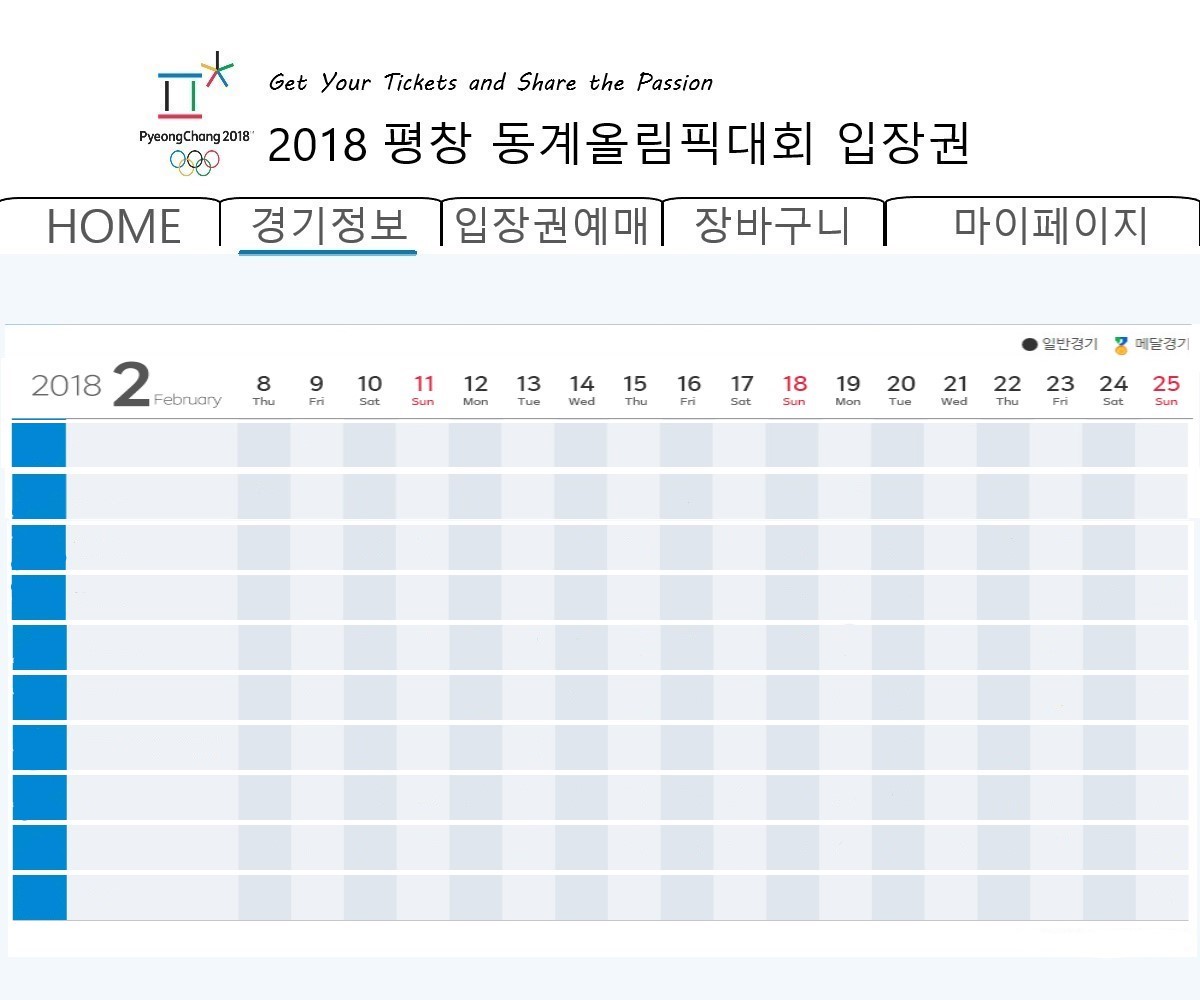 Get Your Tickets and Share the Passion
PyeongChang 2018
2018 평창 동계올림픽대회 입장권
HOME 경기정보 입장권예매 장바구니 마이페이지
일반경기 메달경기
2018 2 February 8 9 10 11 12 13 14 15 16 17 18 19 20 21 22 23 24 25
Thu Fri Sat Sun Mon Tue Wed Thu Fri Sat Sun Mon Tue Wed Thu Fri Sat Sun